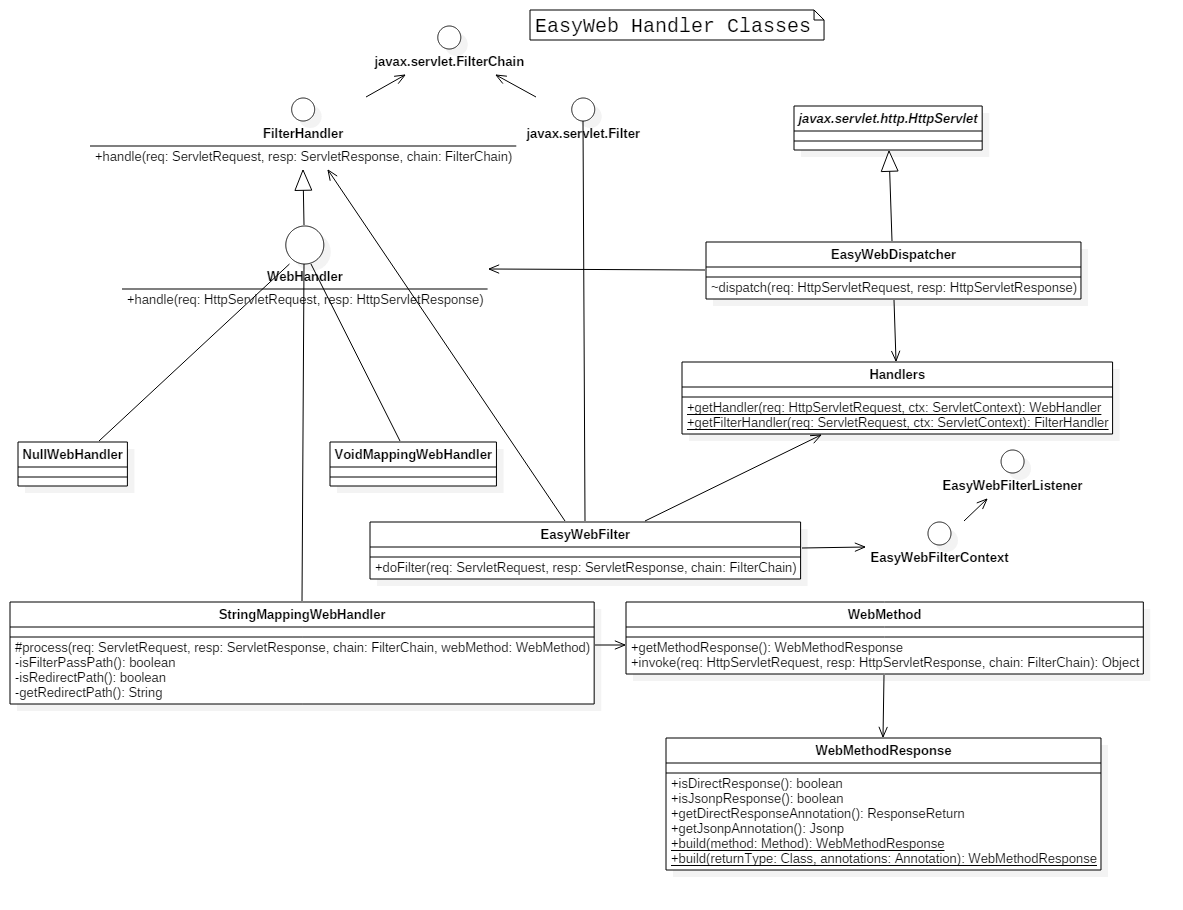 EasyWeb Handler Classes
javax.servlet.FilterChain
FilterHandler
+handle(req: ServletRequest, resp: ServletResponse, chain: FilterChain)
javax.servlet.Filter
javax.servlet.http.HttpServlet
WebHandler
+handle(req: HttpServletRequest, resp: HttpServletResponse)
EasyWebDispatcher
~dispatch(req: HttpServletRequest, resp: HttpServletResponse)
Handlers
+getHandler(req: HttpServletRequest, ctx: ServletContext): WebHandler
+getFilterHandler(req: ServletRequest, ctx: ServletContext): FilterHandler
NullWebHandler
VoidMappingWebHandler
EasyWebFilterListener
EasyWebFilter
+doFilter(req: ServletRequest, resp: ServletResponse, chain: FilterChain)
EasyWebFilterContext
StringMappingWebHandler
#process(req: ServletRequest, resp: ServletResponse, chain: FilterChain, webMethod: WebMethod)
-isFilterPassPath(): boolean
-isRedirectPath(): boolean
-getRedirectPath(): String
WebMethod
+getMethodResponse(): WebMethodResponse
+invoke(req: HttpServletRequest, resp: HttpServletResponse, chain: FilterChain): Object
WebMethodResponse
+isDirectResponse(): boolean
+isJsonpResponse(): boolean
+getDirectResponseAnnotation(): ResponseReturn
+getJsonpAnnotation(): Jsonp
+build(method: Method): WebMethodResponse
+build(returnType: Class, annotations: Annotation): WebMethodResponse